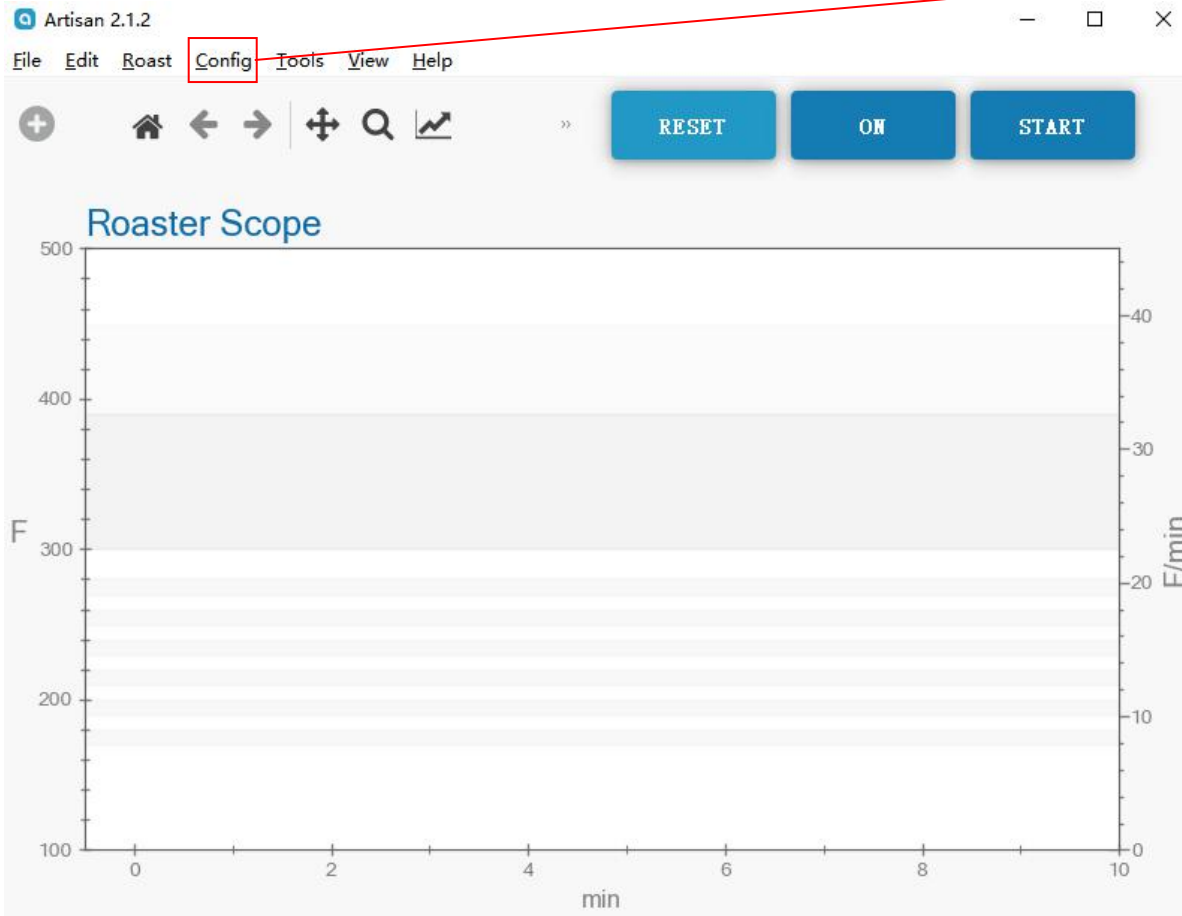 Artisan 2.1.2
File Edit Roast Config Tools View Help
» RESET ON START
Roaster Scope
500
400
300
200
100
F
40
30
20
10
0
F/min
0 2 4 6 8 10
min